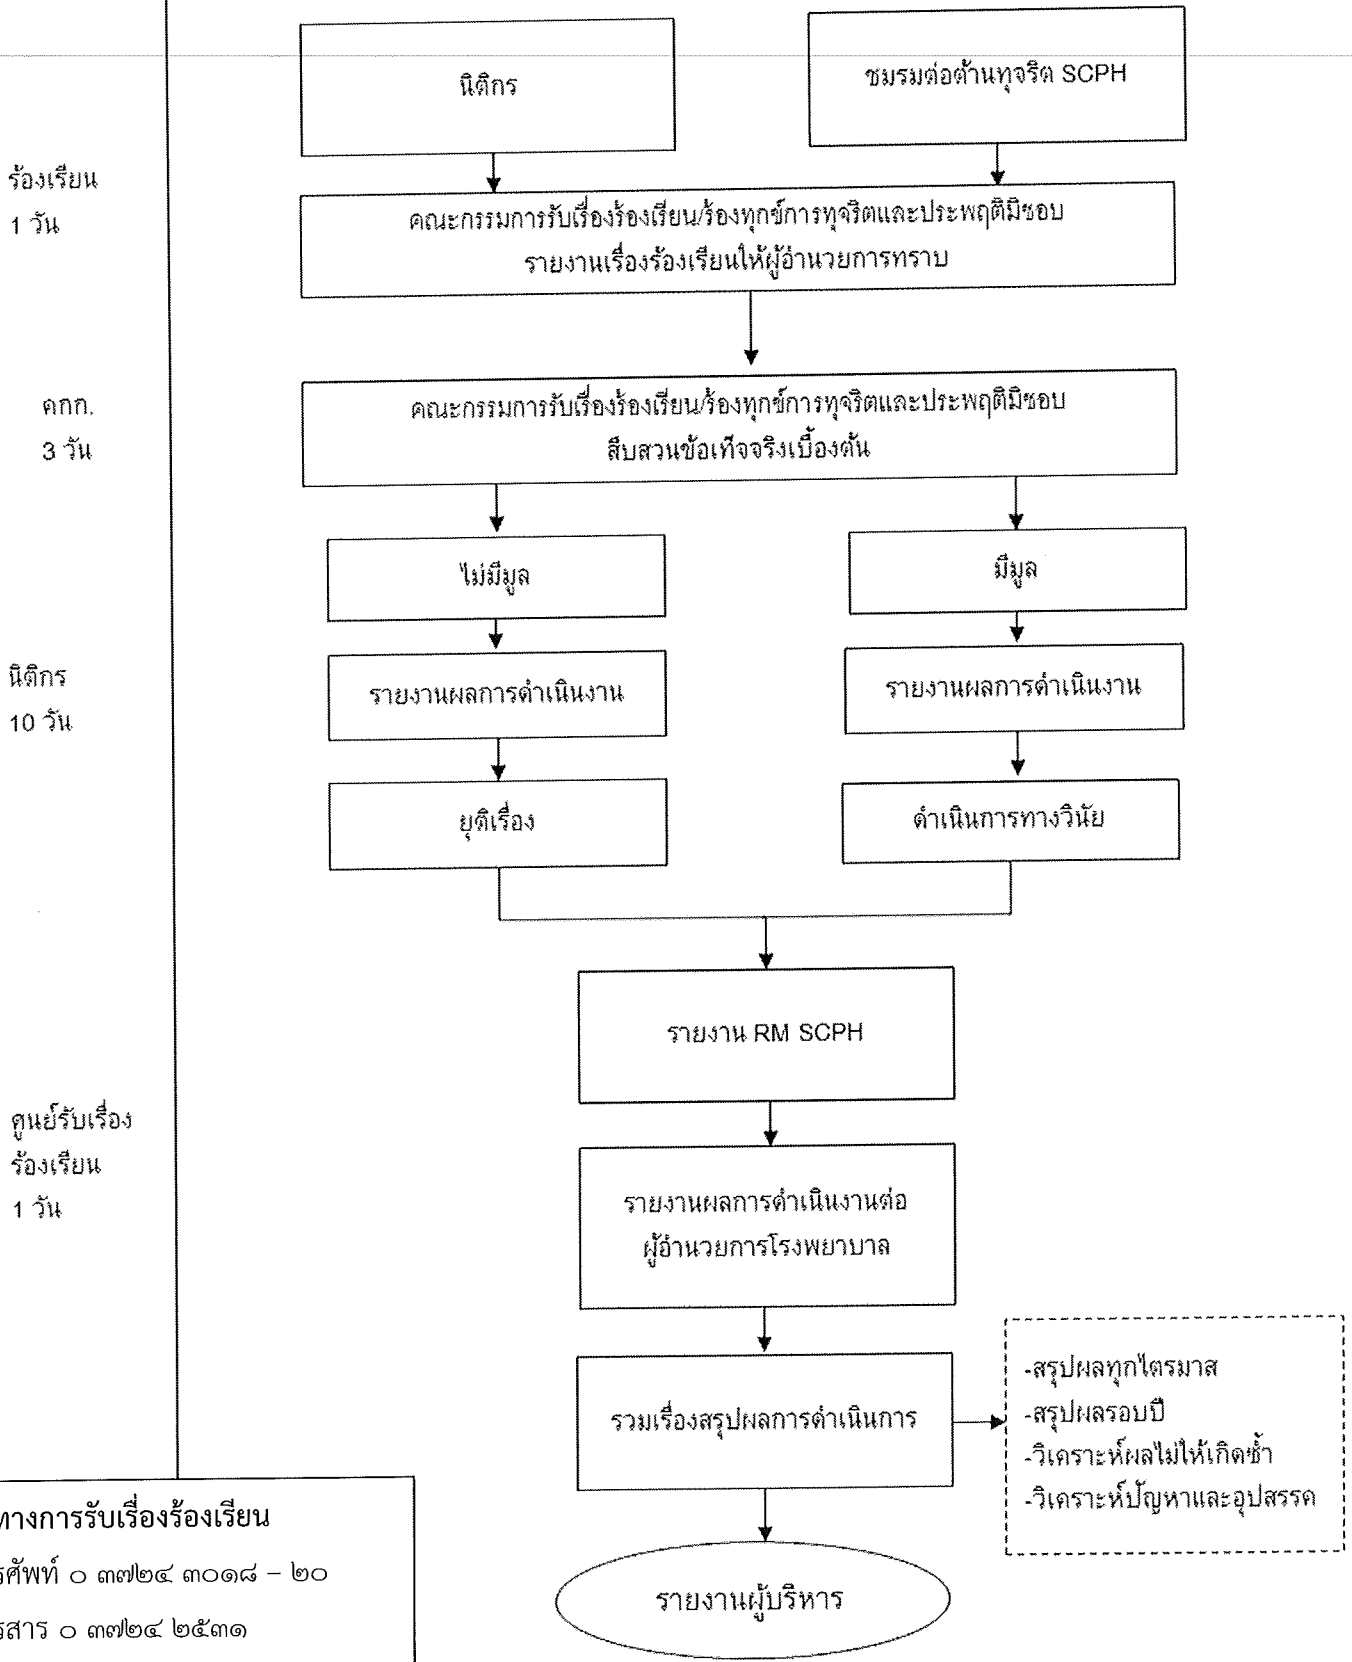 นิติกร
ชมรมต่อต้านทุจริต SCPH
ร้องเรียน
1 วัน
คณะกรรมการรับเรื่องร้องเรียน/ร้องทุกข์การทุจริตและประพฤติมิชอบ
รายงานเรื่องร้องเรียนให้ผู้อำนวยการทราบ
คกก.
3 วัน
คณะกรรมการรับเรื่องร้องเรียน/ร้องทุกข์การทุจริตและประพฤติมิชอบ
สืบสวนข้อเท็จจริงเบื้องต้น
ไม่มีมูล
มีมูล
นิติกร
10 วัน
รายงานผลการดำเนินงาน
รายงานผลการดำเนินงาน
ยุติเรื่อง
ดำเนินการทางวินัย
รายงาน RM SCPH
ศูนย์รับเรื่อง
ร้องเรียน
1 วัน
รายงานผลการดำเนินงานต่อ
ผู้อำนวยการโรงพยาบาล
รวมเรื่องสรุปผลการดำเนินการ
-สรุปผลทุกไตรมาส
-สรุปผลรอบปี
-วิเคราะห์ผลไม่ให้เกิดซ้ำ
-วิเคราะห์ปัญหาและอุปสรรค
ทางการรับเรื่องร้องเรียน
รศัพท์ ๐ ๓๗๒๔ ๓๐๑๘ – ๒๐
รสาร ๐ ๓๗๒๔ ๒๕๓๑
รายงานผู้บริหาร